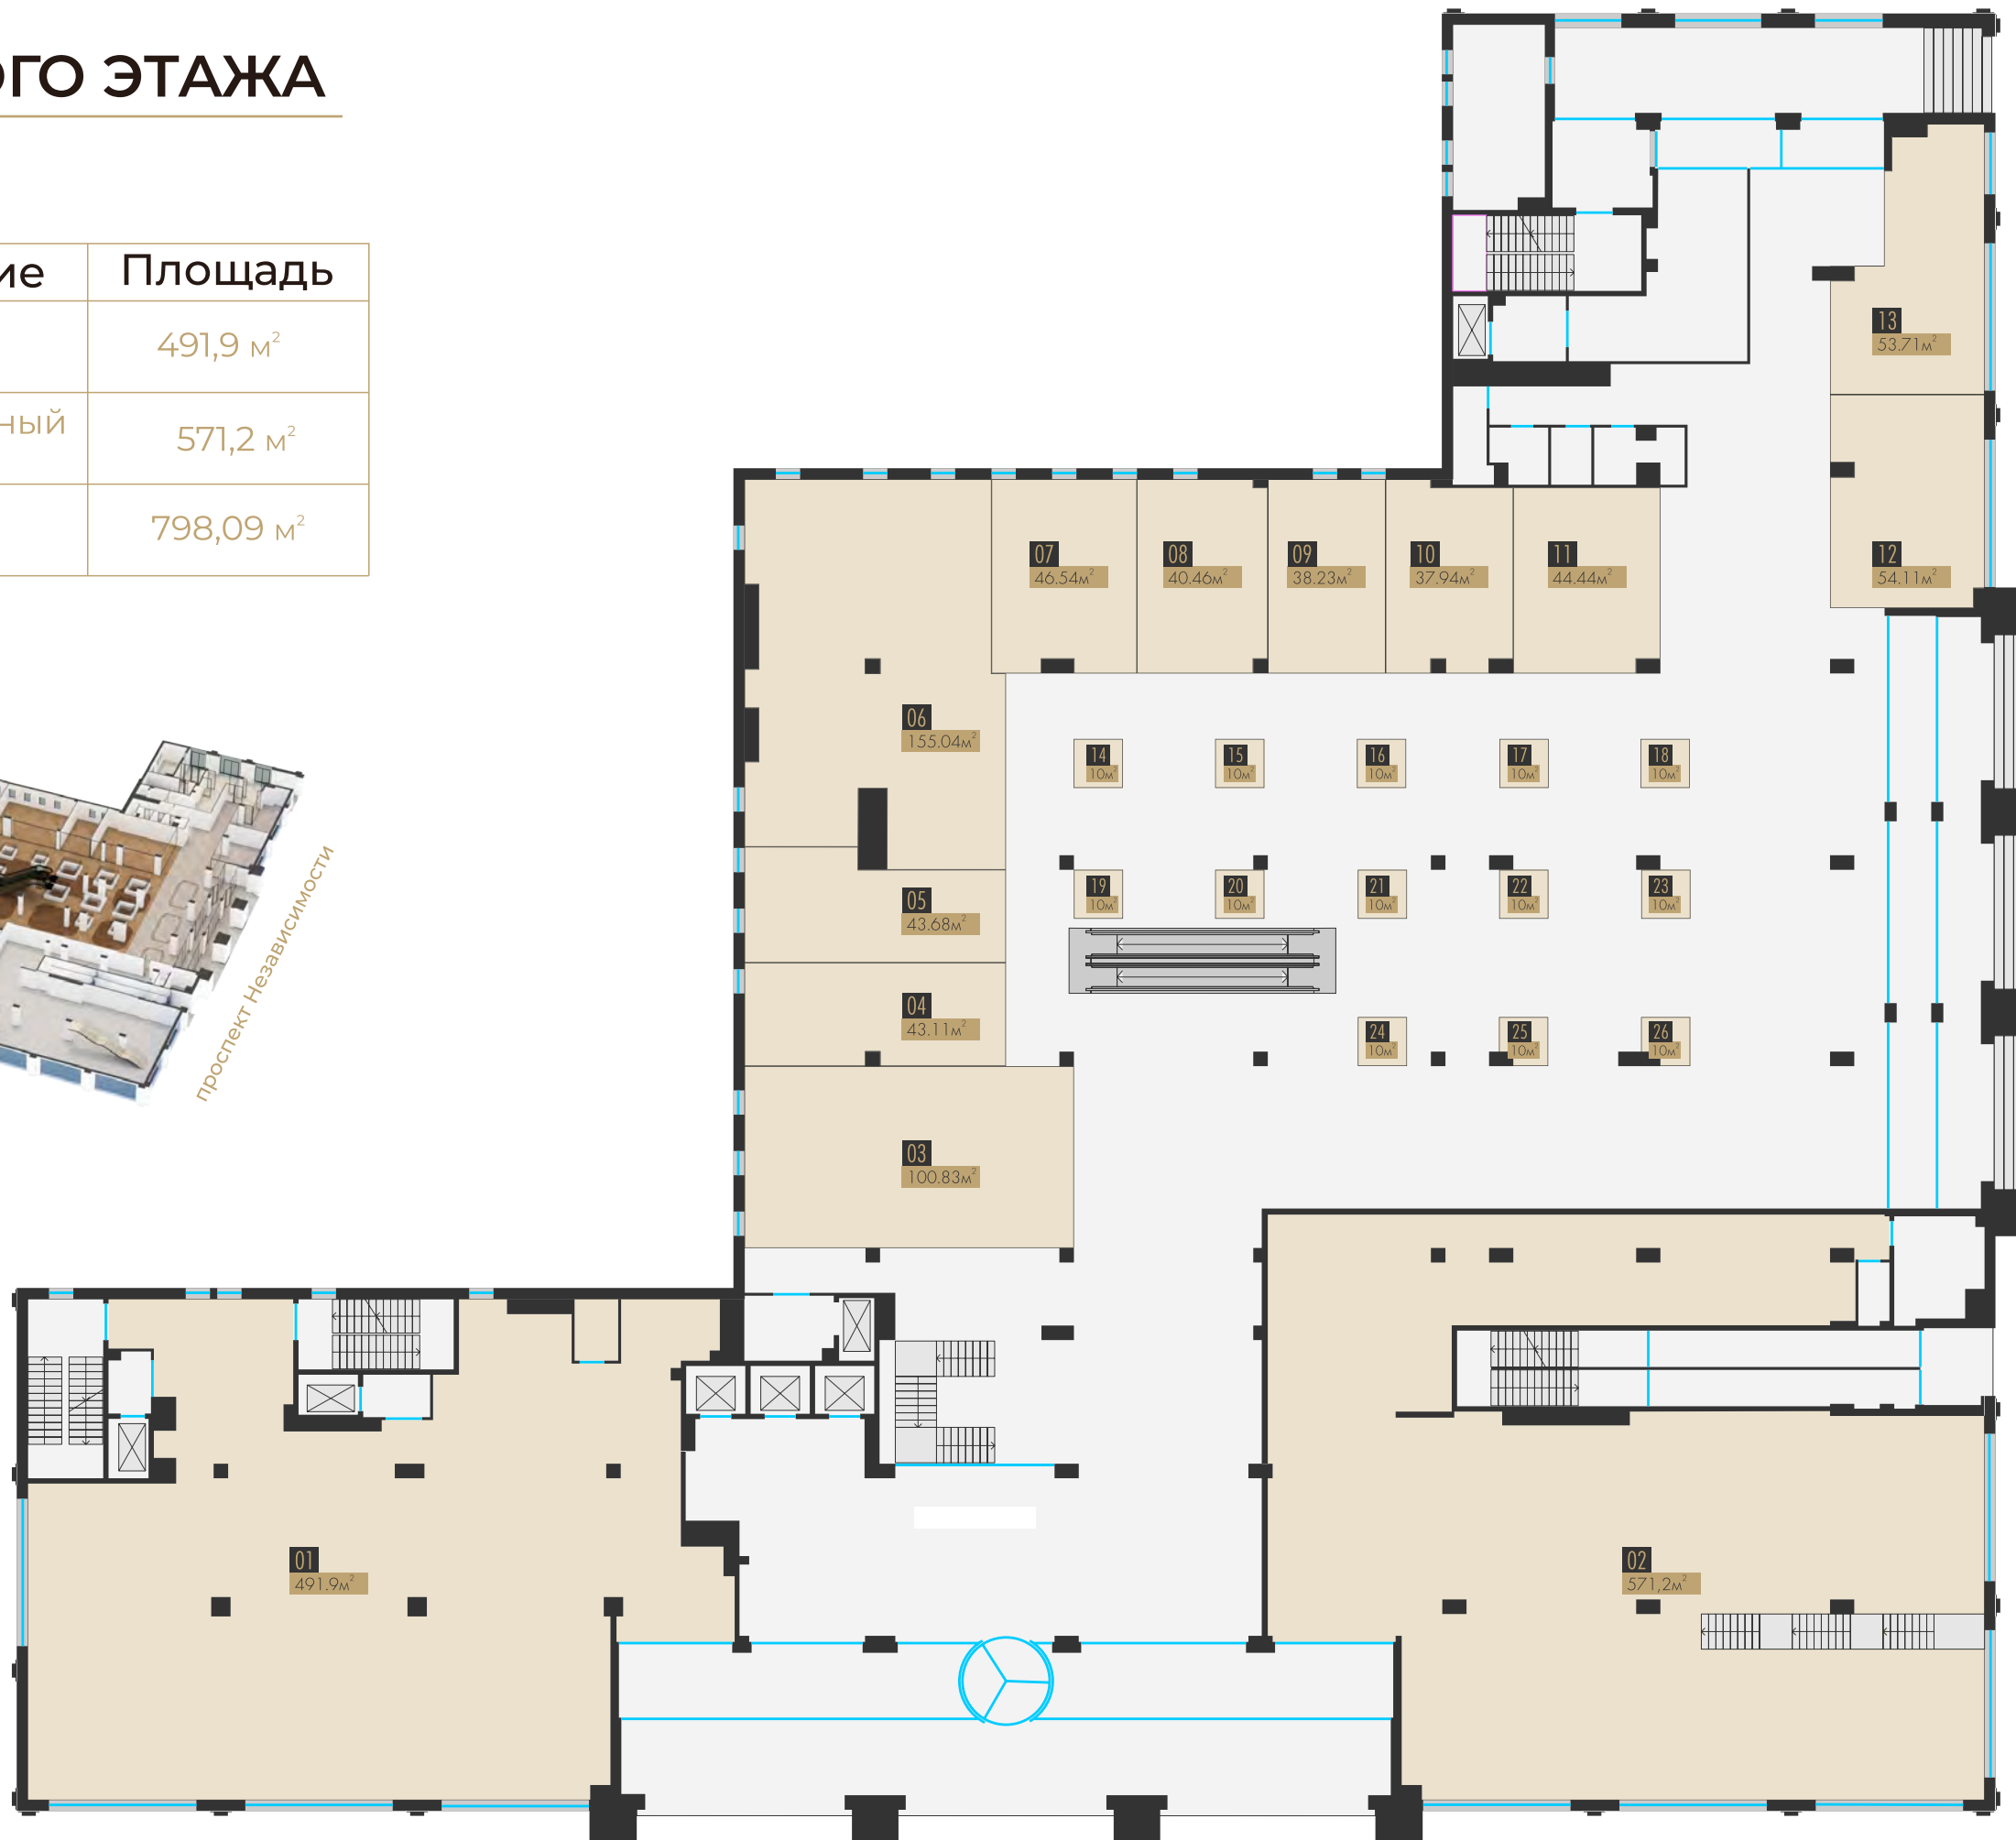 ОГО ЭТАЖА
ие Площадь
491,9 м²
ный
571,2 м²
798,09 м²
проспект Независимости
13
53.71м²
12
54.11м²
07
46.54м²
08
40.46м²
09
38.23м²
10
37.94м²
11
44.44м²
06
155.04м²
14
10м²
15
10м²
16
10м²
17
10м²
18
10м²
05
43.68м²
19
10м²
20
10м²
21
10м²
22
10м²
23
10м²
04
43.11м²
24
10м²
25
10м²
26
10м²
03
100.83м²
01
491.9м²
02
571,2м²